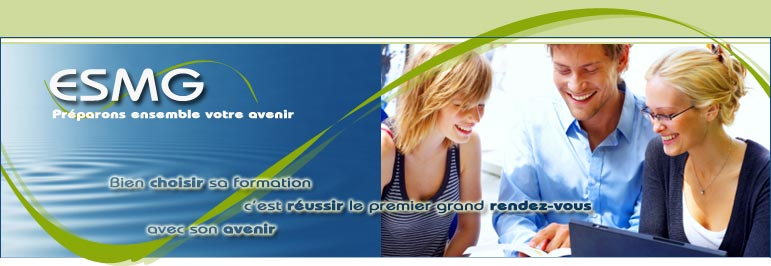 ESMG
Préparons ensemble votre avenir
Bien choisir sa formation
c'est réussir le premier grand rendez-vous
avec son avenir